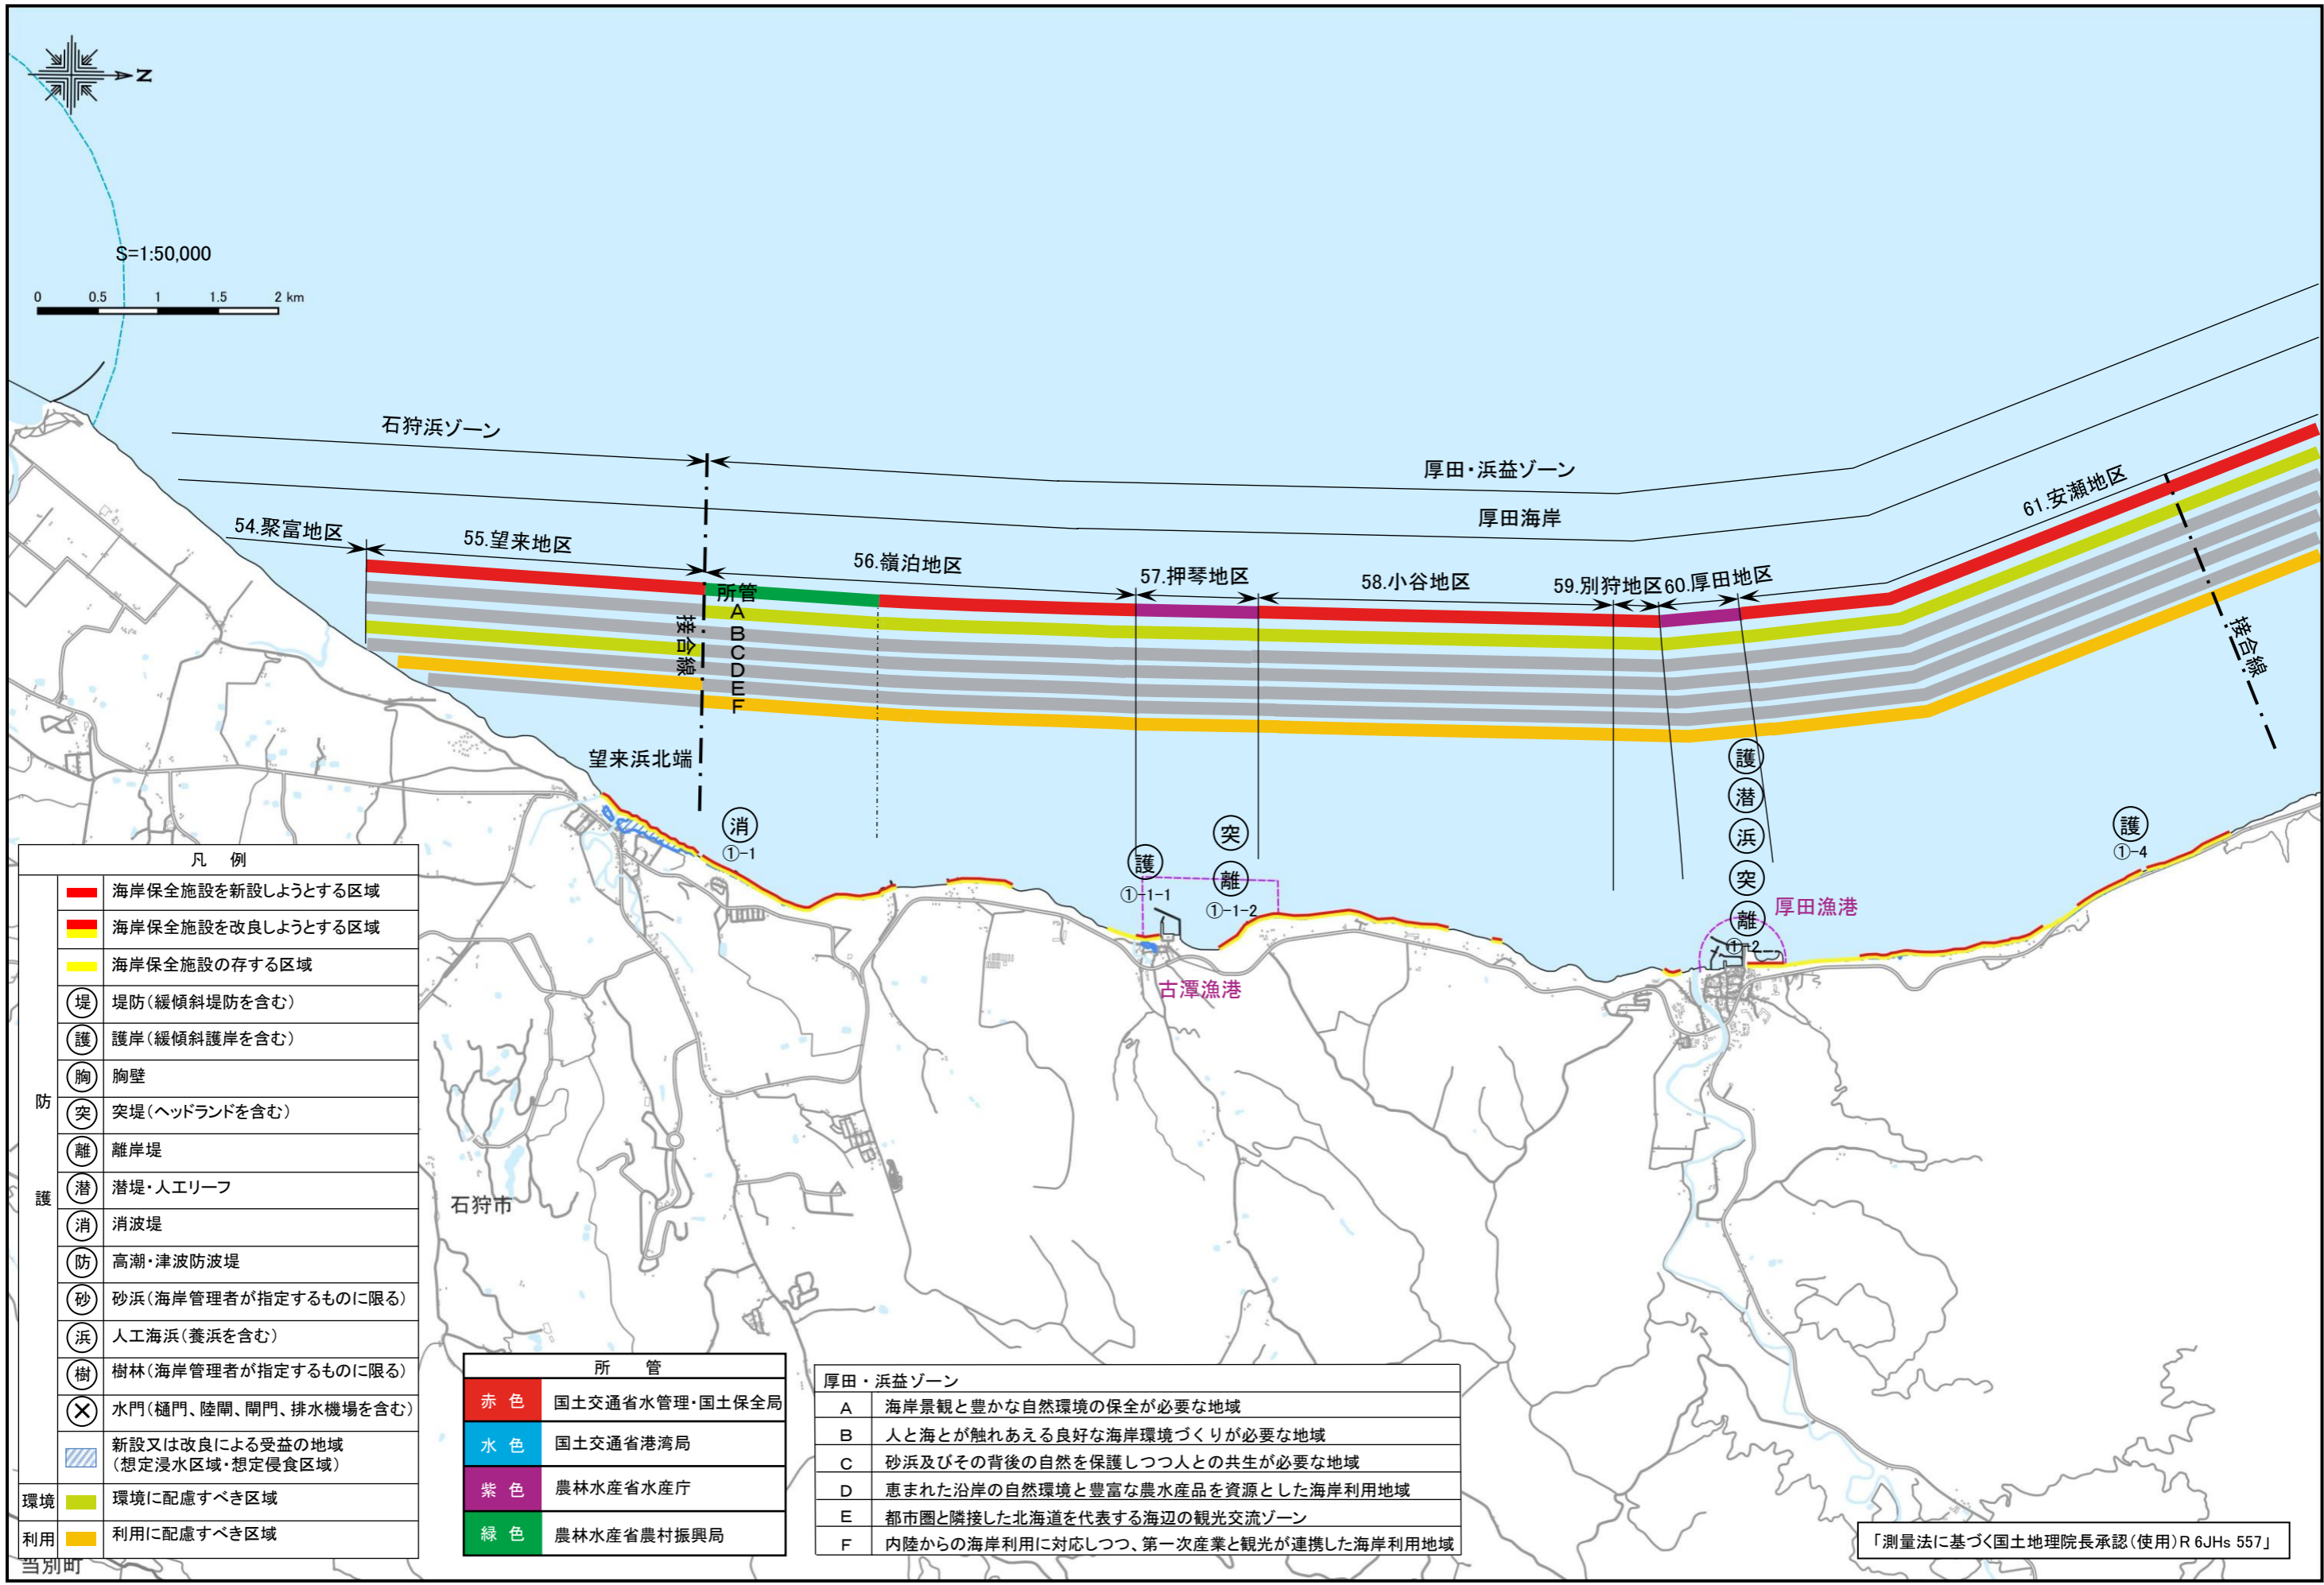 N
S=1:50,000
0 0.5 1 1.5 2 km
石狩浜ゾーン
厚田・浜益ゾーン
厚田海岸
54.聚富地区
55.望来地区
56.嶺泊地区
57.押琴地区
58.小谷地区
59.別狩地区
60.厚田地区
61.安瀬地区
所管
A
B
C
D
E
F
接合線
接合線
望来浜北端
消
①-1
護
①-1-1
突
離
①-1-2
護
潜
浜
突
離
①-2
護
①-4
厚田漁港
古潭漁港
石狩市
当別町
凡 例
防護
海岸保全施設を新設しようとする区域
海岸保全施設を改良しようとする区域
海岸保全施設の存する区域
堤 堤防(緩傾斜堤防を含む)
護 護岸(緩傾斜護岸を含む)
胸 胸壁
突 突堤(ヘッドランドを含む)
離 離岸堤
潜 潜堤・人工リーフ
消 消波堤
防 高潮・津波防波堤
砂 砂浜(海岸管理者が指定するものに限る)
浜 人工海浜(養浜を含む)
樹 樹林(海岸管理者が指定するものに限る)
水門(樋門、陸閘、閘門、排水機場を含む)
新設又は改良による受益の地域
(想定浸水区域・想定侵食区域)
環境 環境に配慮すべき区域
利用 利用に配慮すべき区域
所 管
赤 色 国土交通省水管理・国土保全局
水 色 国土交通省港湾局
紫 色 農林水産省水産庁
緑 色 農林水産省農村振興局
厚田・浜益ゾーン
A 海岸景観と豊かな自然環境の保全が必要な地域
B 人と海とが触れあえる良好な海岸環境づくりが必要な地域
C 砂浜及びその背後の自然を保護しつつ人との共生が必要な地域
D 恵まれた沿岸の自然環境と豊富な農水産品を資源とした海岸利用地域
E 都市圏と隣接した北海道を代表する海辺の観光交流ゾーン
F 内陸からの海岸利用に対応しつつ、第一次産業と観光が連携した海岸利用地域
「測量法に基づく国土地理院長承認(使用)R 6JHs 557」